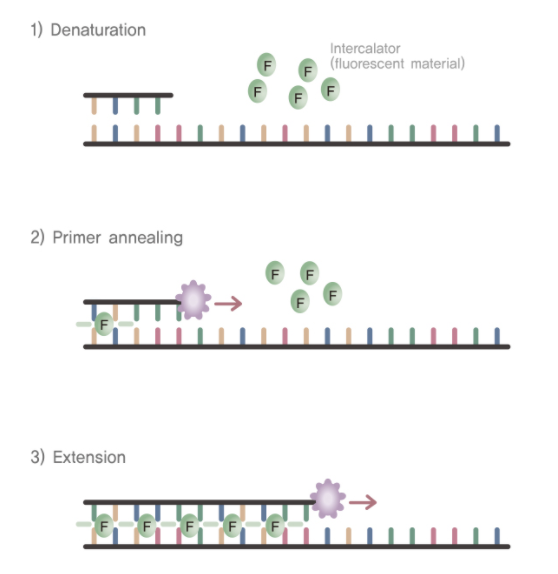 1) Denaturation
Intercalator
(fluorescent material)
F
F
F
F
F
2) Primer annealing
F
F
F
F
F
3) Extension
F
F
F
F
F